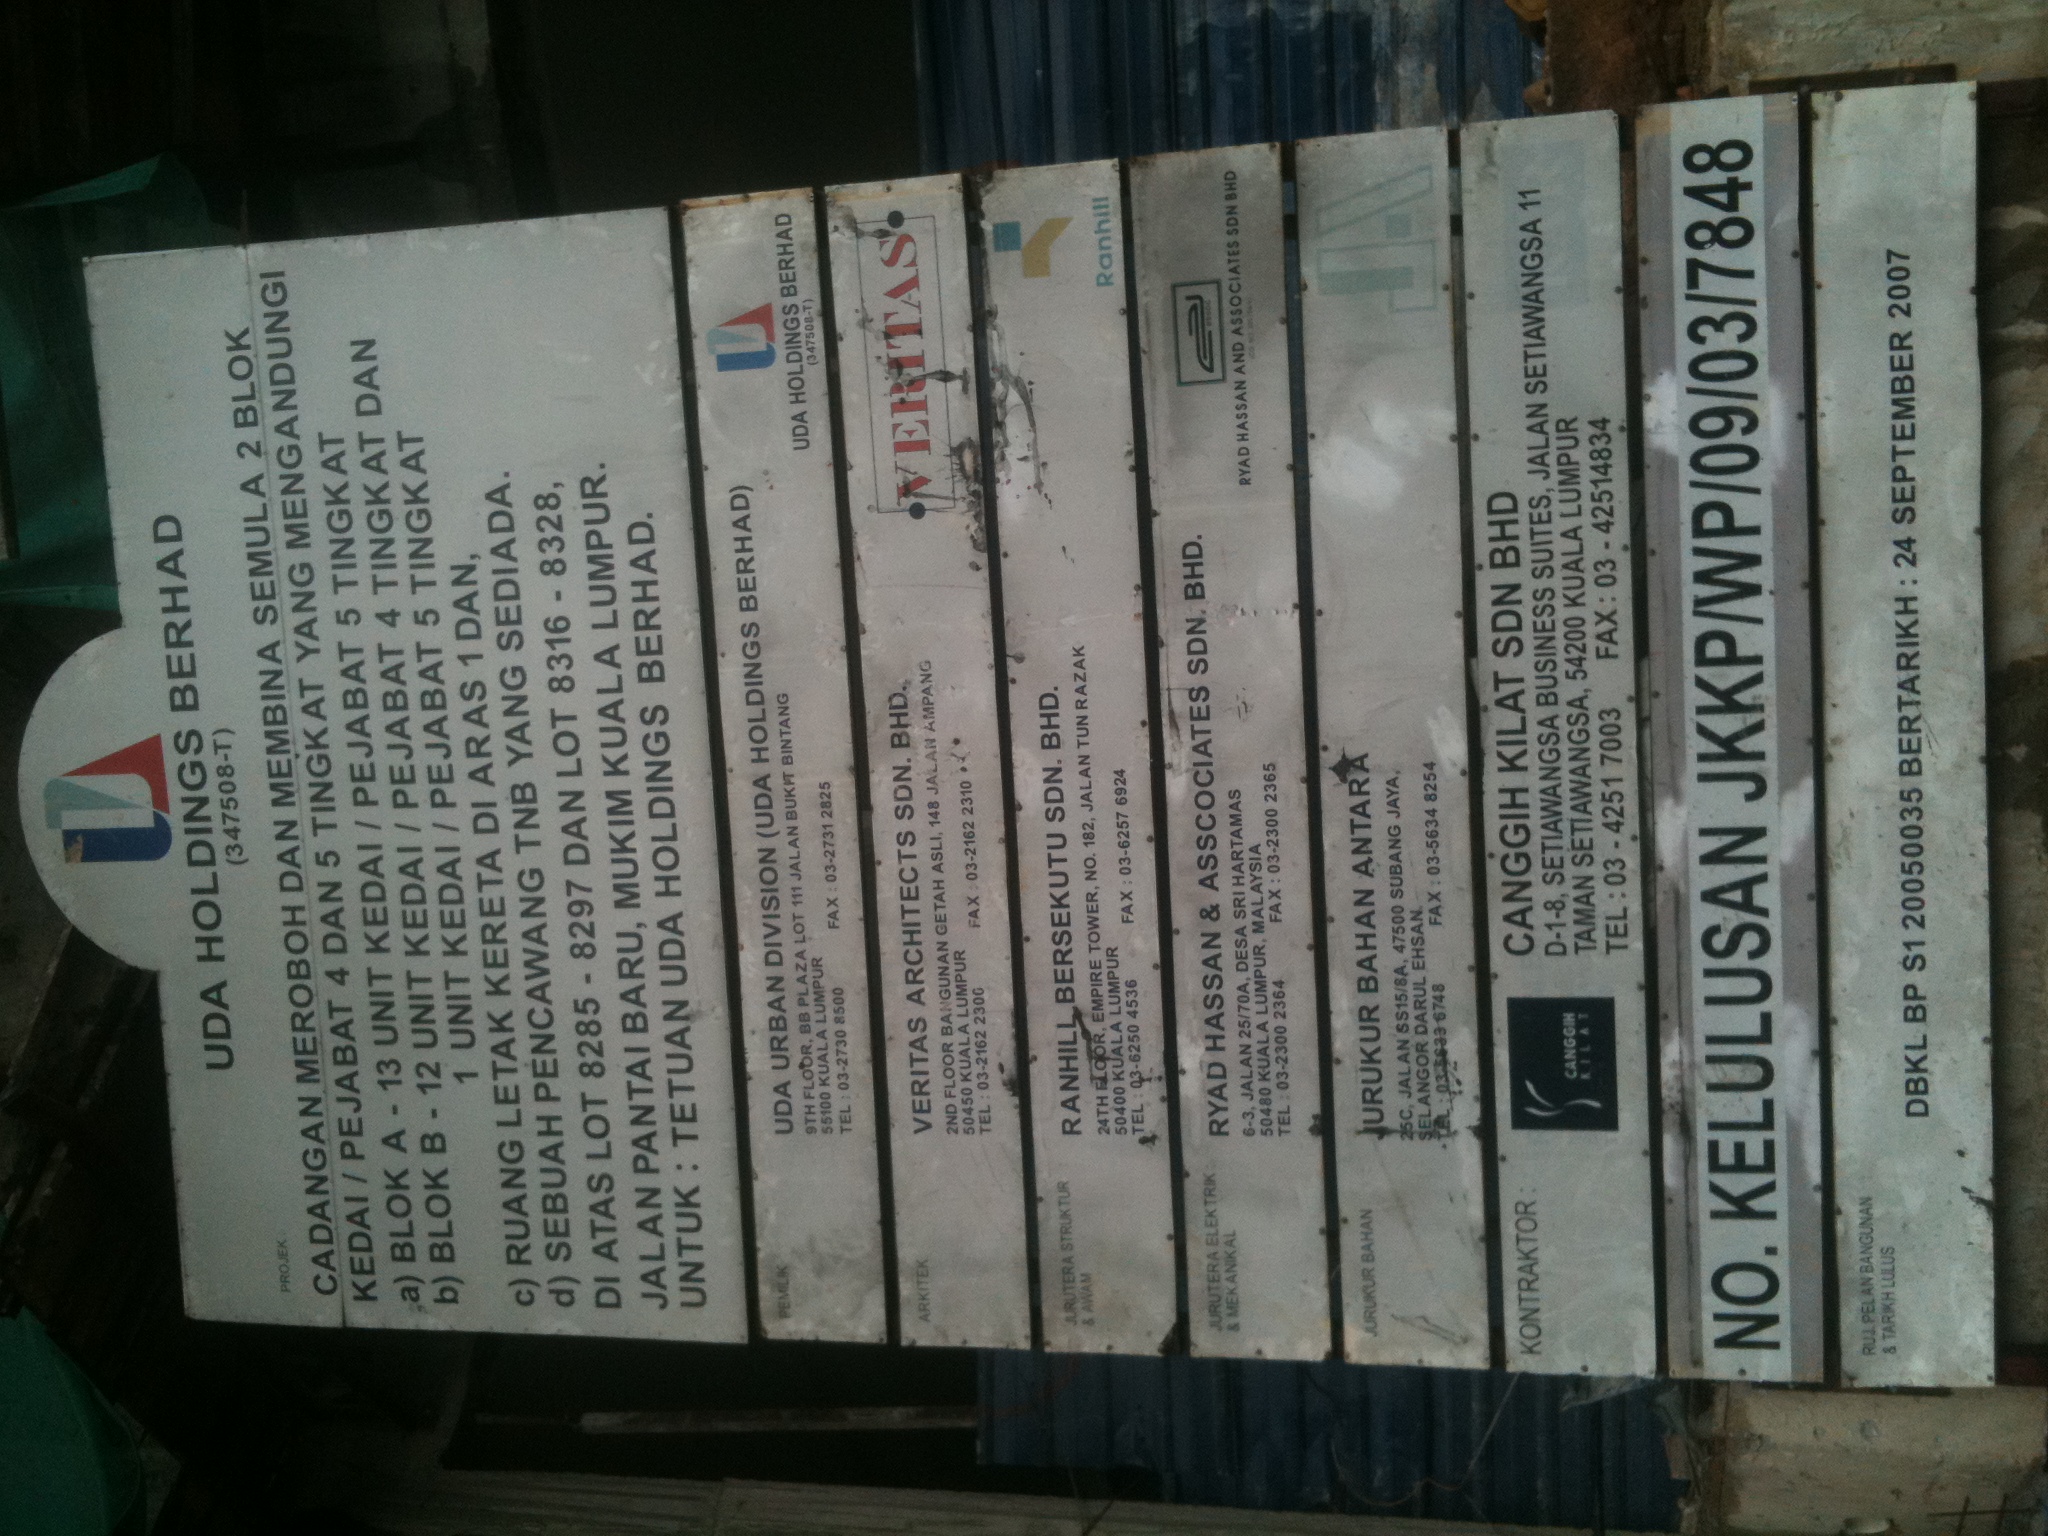 UDA HOLDINGS BERHAD
(347508-T)
PROJEK
CADANGAN MEROBOH DAN MEMBINA SEMULA 2 BLOK
KEDAI / PEJABAT 4 DAN 5 TINGKAT YANG MENGANDUNGI
a) BLOK A - 13 UNIT KEDAI / PEJABAT 5 TINGKAT
b) BLOK B - 12 UNIT KEDAI / PEJABAT 4 TINGKAT DAN
1 UNIT KEDAI / PEJABAT 5 TINGKAT
c) RUANG LETAK KERETA DI ARAS 1 DAN,
d) SEBUAH PENCAWANG TNB YANG SEDIADA.
DI ATAS LOT 8285 - 8297 DAN LOT 8316 - 8328,
JALAN PANTAI BARU, MUKIM KUALA LUMPUR.
UNTUK : TETUAN UDA HOLDINGS BERHAD.
PEMILIK
UDA URBAN DIVISION (UDA HOLDINGS BERHAD)
9TH FLOOR, BB PLAZA LOT 111 JALAN BUKIT BINTANG
55100 KUALA LUMPUR
TEL : 03-2730 8500 FAX : 03-2731 2825
UDA HOLDINGS BERHAD
(347508-T)
ARKITEK
VERITAS ARCHITECTS SDN. BHD.
2ND FLOOR BANGUNAN GETAH ASLI, 148 JALAN AMPANG
50450 KUALA LUMPUR
TEL : 03-2162 2300 FAX : 03-2162 2310
VERITAS
JURUTERA STRUKTUR
& AWAM
RANHILL BERSEKUTU SDN. BHD.
24TH FLOOR, EMPIRE TOWER, NO. 182, JALAN TUN RAZAK
50400 KUALA LUMPUR
TEL : 03-6250 4536 FAX : 03-6257 6924
Ranhill
JURUTERA ELEKTRIK
& MEKANIKAL
RYAD HASSAN & ASSCOCIATES SDN. BHD.
6-3, JALAN 25/70A, DESA SRI HARTAMAS
50480 KUALA LUMPUR, MALAYSIA
TEL : 03-2300 2364 FAX : 03-2300 2365
RYAD HASSAN AND ASSOCIATES SDN BHD
JURUKUR BAHAN
JURUKUR BAHAN ANTARA
25C, JALAN SS15/8A, 47500 SUBANG JAYA,
SELANGOR DARUL EHSAN.
TEL : 03-5633 6748 FAX : 03-5634 8254
KONTRAKTOR :
CANGGIH
KILAT
CANGGIH KILAT SDN BHD
D-1-8, SETIAWANGSA BUSINESS SUITES, JALAN SETIAWANGSA 11
TAMAN SETIAWANGSA, 54200 KUALA LUMPUR
TEL : 03 - 4251 7003 FAX : 03 - 42514834
NO. KELULUSAN JKKP/WP/09/03/7848
RUJ. PELAN BANGUNAN
& TARIKH LULUS
DBKL.BP S1 20050035 BERTARIKH : 24 SEPTEMBER 2007